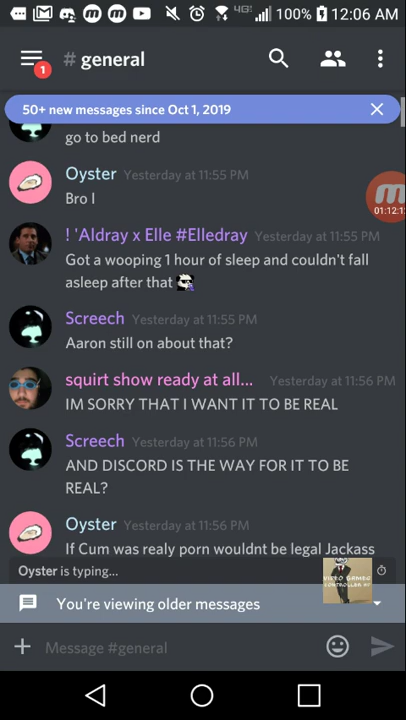 4G 100% 12:06 AM
1
# general
50+ new messages since Oct 1, 2019
go to bed nerd
Oyster Yesterday at 11:55 PM
Bro I
01:12:1
! 'Aldray x Elle #Elledray Yesterday at 11:55 PM
Got a wooping 1 hour of sleep and couldn't fall
asleep after that
Screech Yesterday at 11:55 PM
Aaron still on about that?
squirt show ready at all... Yesterday at 11:56 PM
IM SORRY THAT I WANT IT TO BE REAL
Screech Yesterday at 11:56 PM
AND DISCORD IS THE WAY FOR IT TO BE
REAL?
Oyster Yesterday at 11:56 PM
If Cum was realy porn wouldnt be legal Jackass
Oyster is typing...
VIDEO GAMES
CONTROLLER
You're viewing older messages
Message #general